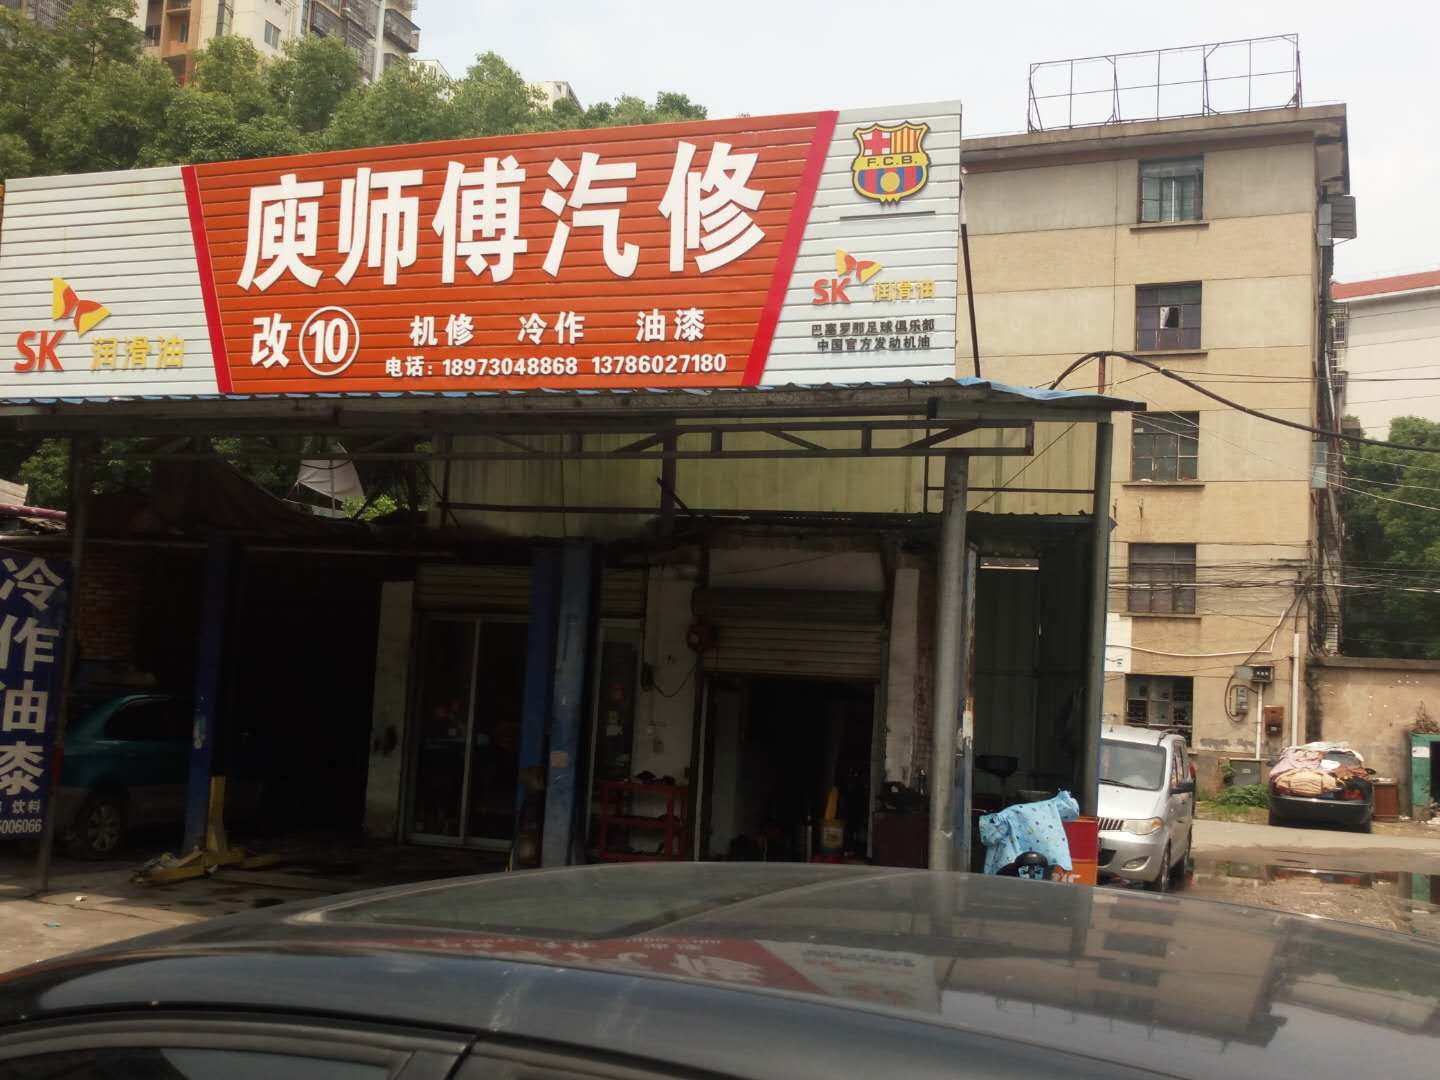 庾师傅汽修
改⑩ 机修 冷作 油漆
电话：18973048868 13786027180
SK 润滑油
F.C.B.
SK 润滑油
巴塞罗那足球俱乐部
中国官方发动机油
冷作油漆
饮料
5006066